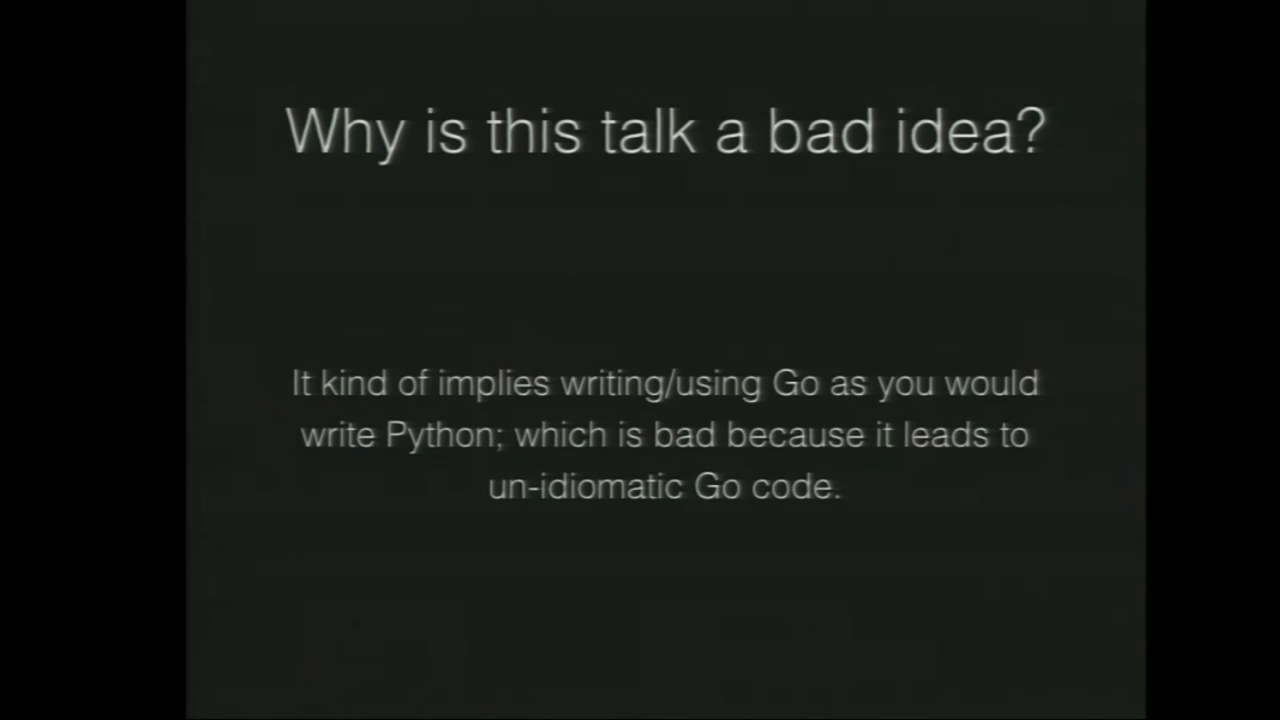 Why is this talk a bad idea?
It kind of implies writing/using Go as you would
write Python; which is bad because it leads to
un-idiomatic Go code.